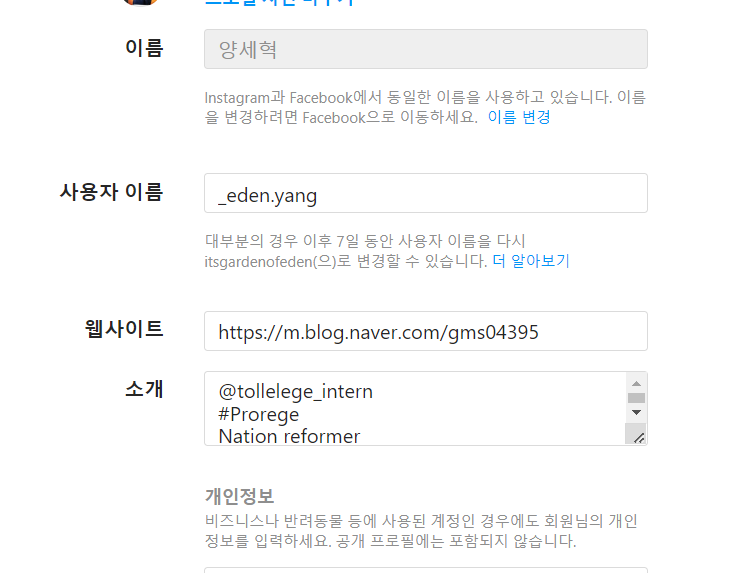 이름
양세혁
Instagram과 Facebook에서 동일한 이름을 사용하고 있습니다. 이름
을 변경하려면 Facebook으로 이동하세요. 이름 변경
사용자 이름
_eden.yang
대부분의 경우 이후 7일 동안 사용자 이름을 다시
itsgardenofeden(으)로 변경할 수 있습니다. 더 알아보기
웹사이트
https://m.blog.naver.com/gms04395
소개
@tollelege_intern
#Prorege
Nation reformer
개인정보
비즈니스나 반려동물 등에 사용된 계정인 경우에도 회원님의 개인
정보를 입력하세요. 공개 프로필에는 포함되지 않습니다.